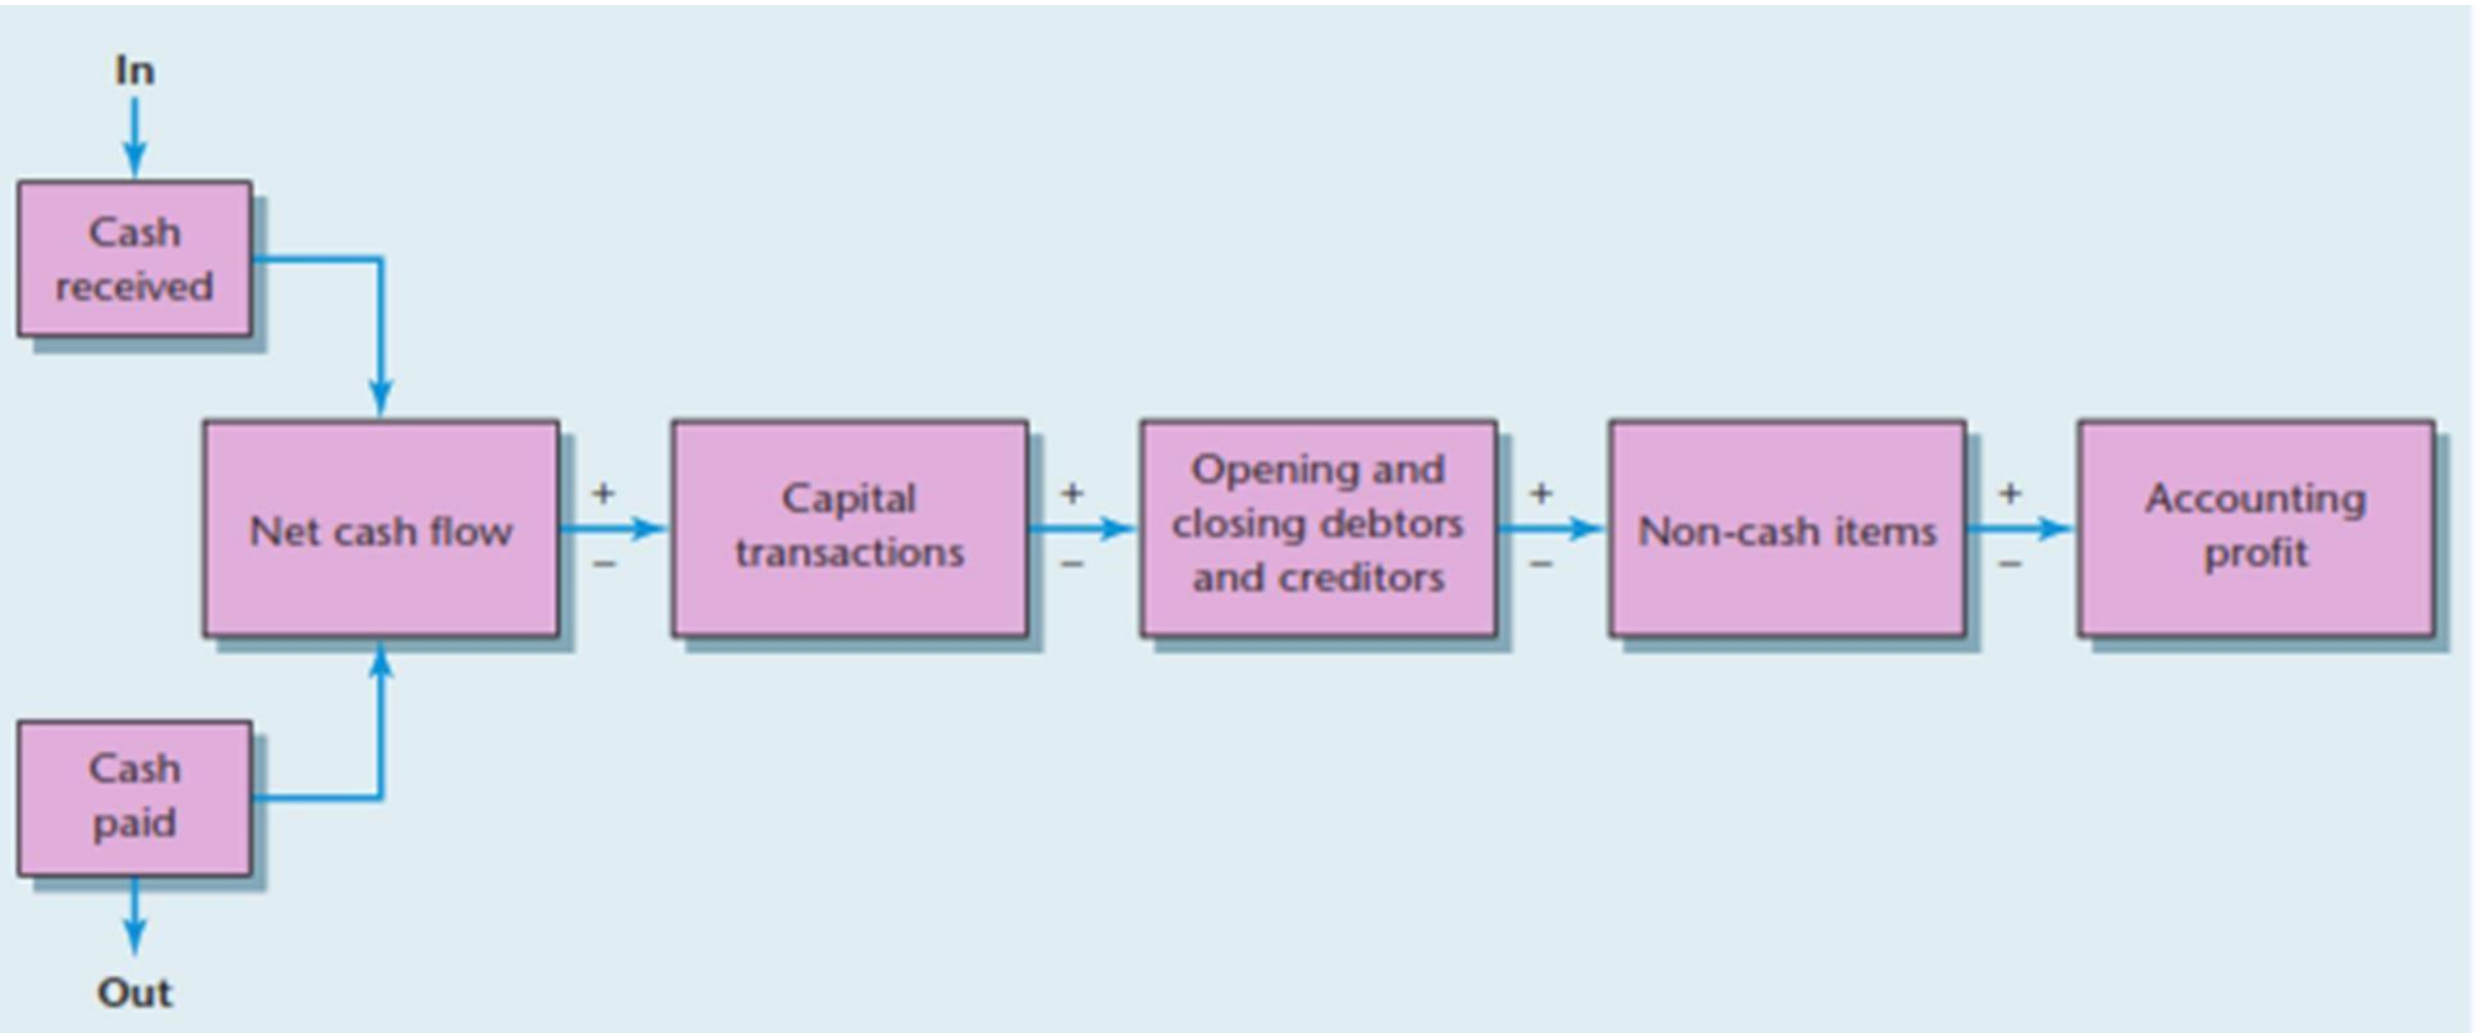 In
Cash
received
Net cash flow
+
−
Capital
transactions
+
−
Opening and
closing debtors
and creditors
+
−
Non-cash items
+
−
Accounting
profit
Cash
paid
Out